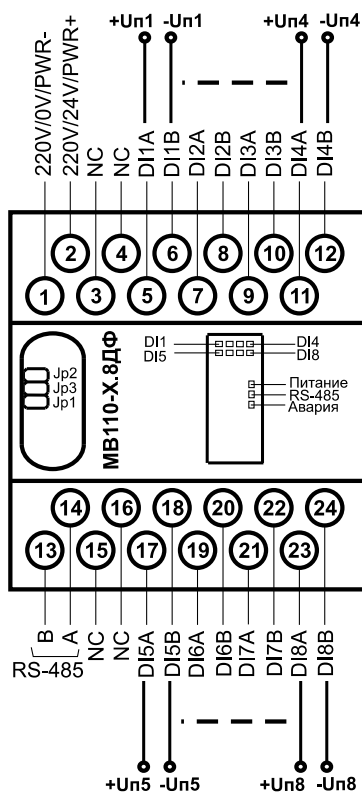 +Uп1 -Uп1 +Uп4 -Uп4
220V/0V/PWR-
220V/24V/PWR+
NC
NC
DI1A
DI1B
DI2A
DI2B
DI3A
DI3B
DI4A
DI4B
2 4 6 8 10 12
1 3 5 7 9 11
Jp2
Jp3
Jp1
МВ110-Х.8ДФ
DI1 DI4
DI5 DI8
Питание
RS-485
Авария
14 16 18 20 22 24
13 15 17 19 21 23
B
A
RS-485
NC
NC
DI5A
DI5B
DI6A
DI6B
DI7A
DI7B
DI8A
DI8B
+Uп5 -Uп5 +Uп8 -Uп8